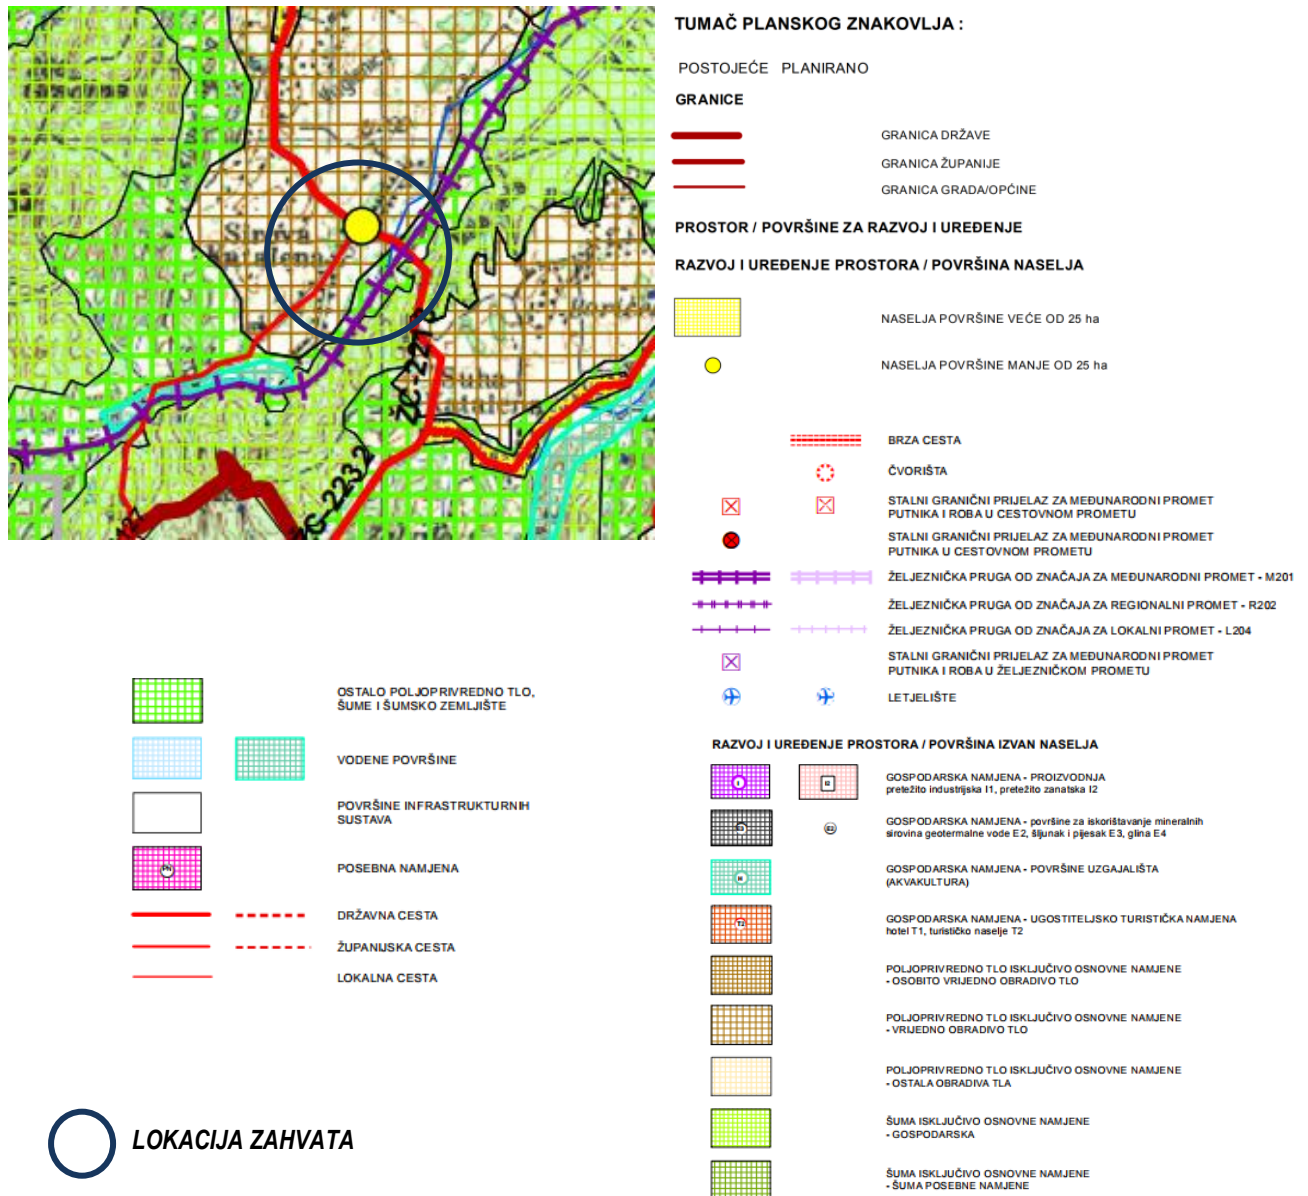 Sirova
Katalena
Suha
ŽC-2232
TUMAČ PLANSKOG ZNAKOVLJA :
POSTOJEĆE PLANIRANO
GRANICE
GRANICA DRŽAVE
GRANICA ŽUPANIJE
GRANICA GRADA/OPĆINE
PROSTOR / POVRŠINE ZA RAZVOJ I UREĐENJE
RAZVOJ I UREĐENJE PROSTORA / POVRŠINA NASELJA
NASELJA POVRŠINE VEĆE OD 25 ha
NASELJA POVRŠINE MANJE OD 25 ha
BRZA CESTA
ČVORIŠTA
STALNI GRANIČNI PRIJELAZ ZA MEĐUNARODNI PROMET
PUTNIKA I ROBA U CESTOVNOM PROMETU
STALNI GRANIČNI PRIJELAZ ZA MEĐUNARODNI PROMET
PUTNIKA U CESTOVNOM PROMETU
ŽELJEZNIČKA PRUGA OD ZNAČAJA ZA MEĐUNARODNI PROMET - M201
ŽELJEZNIČKA PRUGA OD ZNAČAJA ZA REGIONALNI PROMET - R202
ŽELJEZNIČKA PRUGA OD ZNAČAJA ZA LOKALNI PROMET - L204
STALNI GRANIČNI PRIJELAZ ZA MEĐUNARODNI PROMET
PUTNIKA I ROBA U ŽELJEZNIČKOM PROMETU
LETJELIŠTE
OSTALO POLJOPRIVREDNO TLO,
ŠUME I ŠUMSKO ZEMLJIŠTE
VODENE POVRŠINE
POVRŠINE INFRASTRUKTURNIH
SUSTAVA
PN
POSEBNA NAMJENA
DRŽAVNA CESTA
ŽUPANIJSKA CESTA
LOKALNA CESTA
RAZVOJ I UREĐENJE PROSTORA / POVRŠINA IZVAN NASELJA
I
I2
GOSPODARSKA NAMJENA - PROIZVODNJA
pretežito industrijska I1, pretežito zanatska I2
E3
E2
GOSPODARSKA NAMJENA - površine za iskorištavanje mineralnih
sirovina geotermalne vode E2, šljunak i pijesak E3, glina E4
GOSPODARSKA NAMJENA - POVRŠINE UZGAJALIŠTA
(AKVAKULTURA)
T2
GOSPODARSKA NAMJENA - UGOSTITELJSKO TURISTIČKA NAMJENA
hotel T1, turističko naselje T2
POLJOPRIVREDNO TLO ISKLJUČIVO OSNOVNE NAMJENE
- OSOBITO VRIJEDNO OBRADIVO TLO
POLJOPRIVREDNO TLO ISKLJUČIVO OSNOVNE NAMJENE
- VRIJEDNO OBRADIVO TLO
POLJOPRIVREDNO TLO ISKLJUČIVO OSNOVNE NAMJENE
- OSTALA OBRADIVA TLA
ŠUMA ISKLJUČIVO OSNOVNE NAMJENE
- GOSPODARSKA
ŠUMA ISKLJUČIVO OSNOVNE NAMJENE
- ŠUMA POSEBNE NAMJENE
LOKACIJA ZAHVATA